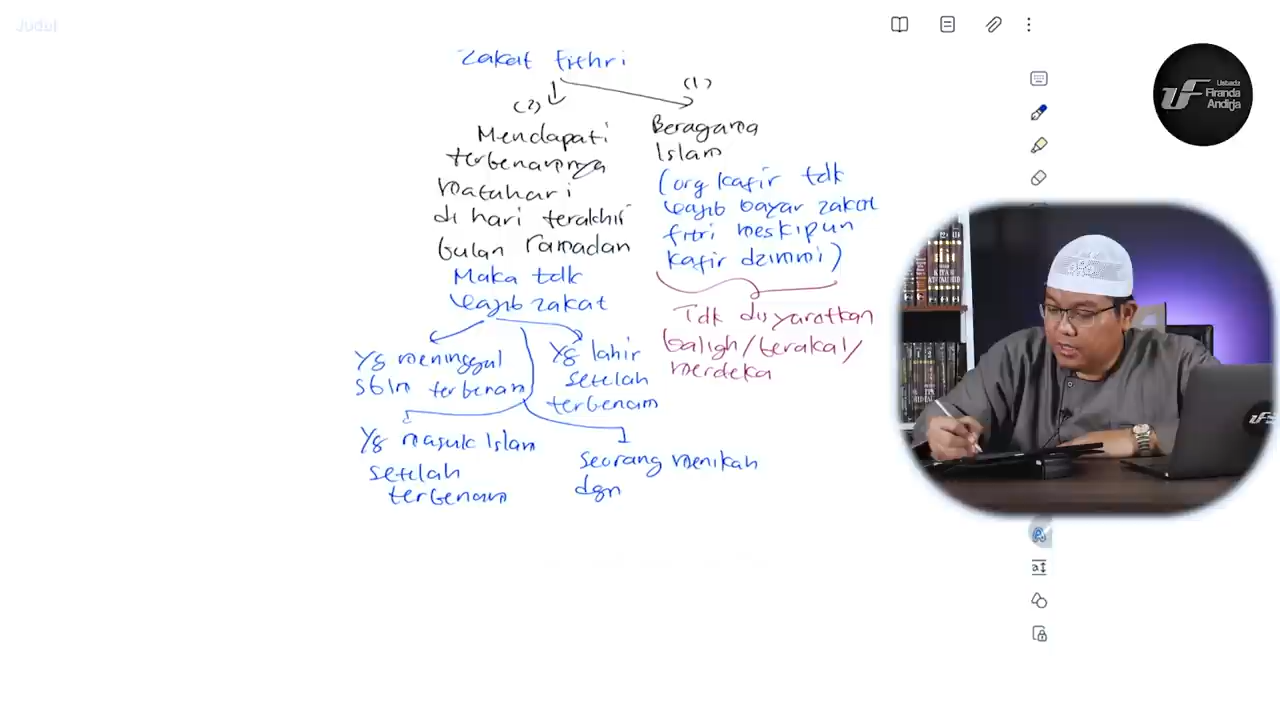 Judul
Ustadz
Firanda
Andirja
Zakat Fithri
(1)
(2)
Beragama
Islam
(org kafir tdk
wajib bayar zakat
fitri meskipun
kafir dzimmi)
Tdk disyaratkan
baligh/berakal/
merdeka
Mendapati
terbenamnya
matahari
di hari terakhir
bulan ramadan
Maka tdk
wajib zakat
Yg meninggal
sblm terbenam
Yg lahir
setelah
terbenam
Yg masuk Islam
setelah
terbenam
Seorang menikah
dgn